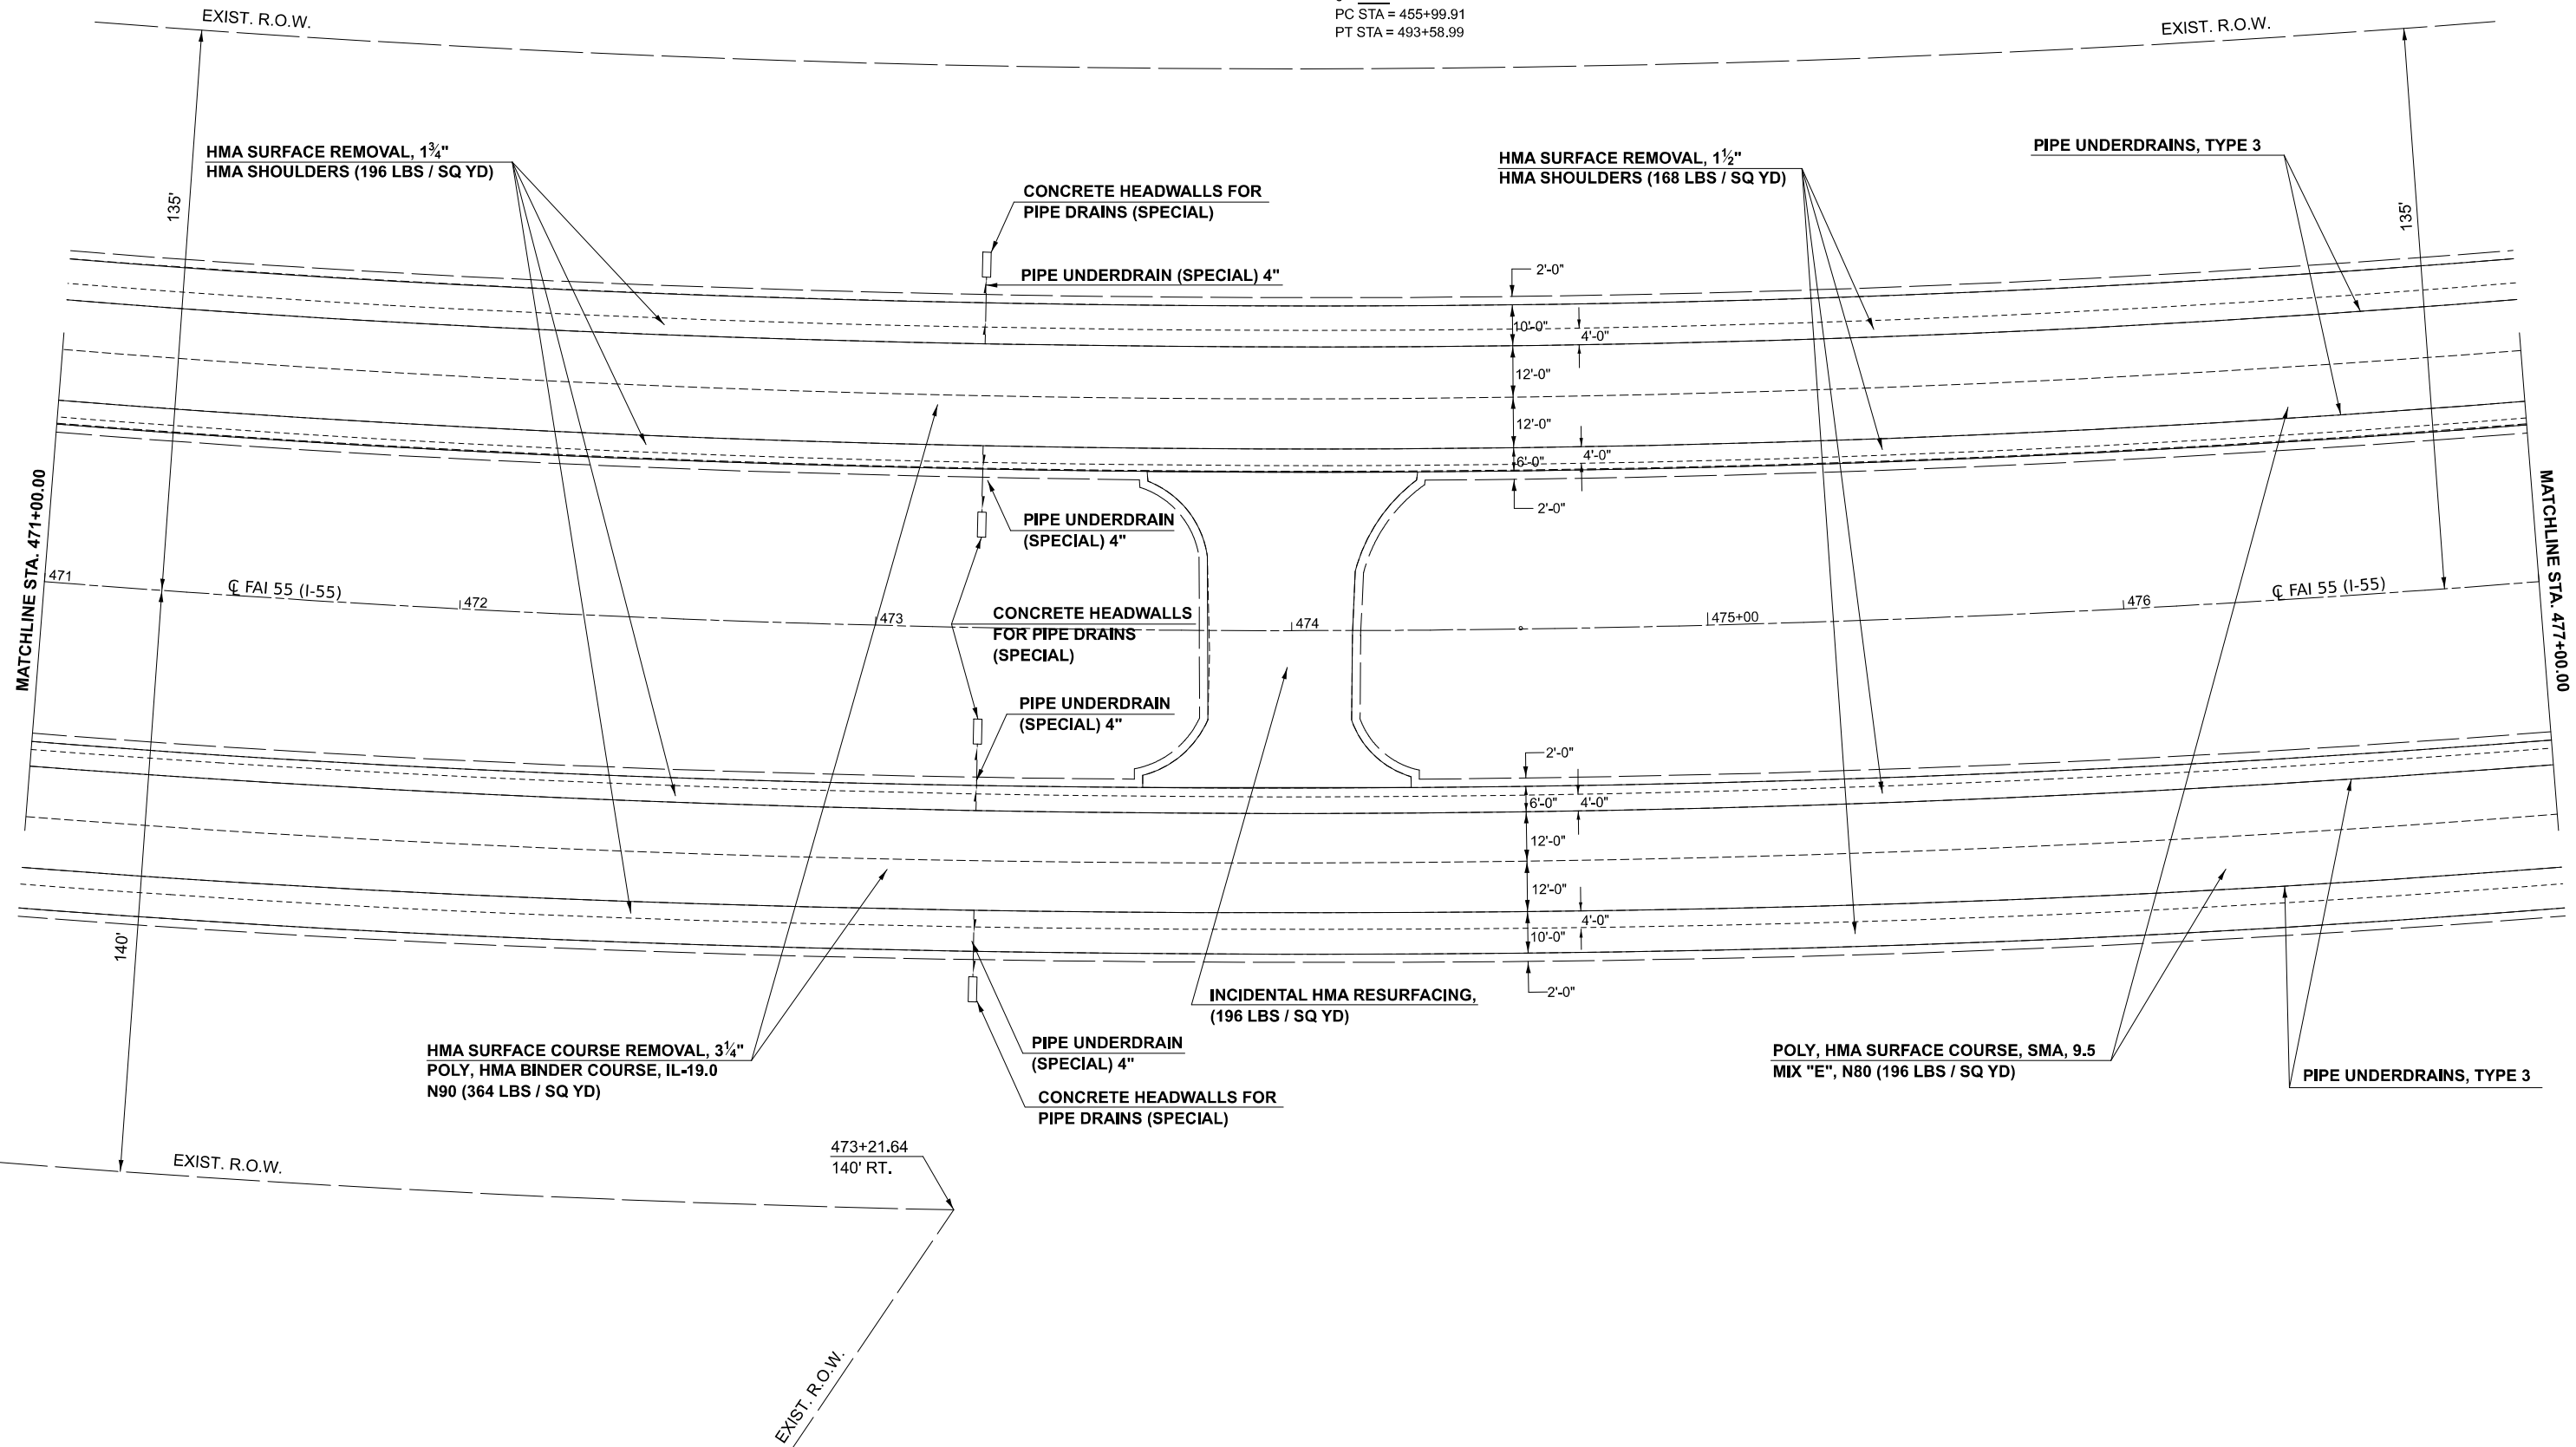 PC STA = 455+99.91
PT STA = 493+58.99
EXIST. R.O.W.
EXIST. R.O.W.
HMA SURFACE REMOVAL, 1¾"
HMA SHOULDERS (196 LBS / SQ YD)
135'
CONCRETE HEADWALLS FOR
PIPE DRAINS (SPECIAL)
PIPE UNDERDRAIN (SPECIAL) 4"
HMA SURFACE REMOVAL, 1½"
HMA SHOULDERS (168 LBS / SQ YD)
PIPE UNDERDRAINS, TYPE 3
135'
2'-0"
10'-0"
4'-0"
12'-0"
12'-0"
4'-0"
6'-0"
2'-0"
PIPE UNDERDRAIN
(SPECIAL) 4"
MATCHLINE STA. 471+00.00
MATCHLINE STA. 477+00.00
471
℄ FAI 55 (I-55)
472
473
474
475+00
476
℄ FAI 55 (I-55)
CONCRETE HEADWALLS
FOR PIPE DRAINS
(SPECIAL)
PIPE UNDERDRAIN
(SPECIAL) 4"
2'-0"
6'-0"
4'-0"
12'-0"
12'-0"
4'-0"
10'-0"
2'-0"
140'
INCIDENTAL HMA RESURFACING,
(196 LBS / SQ YD)
HMA SURFACE COURSE REMOVAL, 3¼"
POLY, HMA BINDER COURSE, IL-19.0
N90 (364 LBS / SQ YD)
PIPE UNDERDRAIN
(SPECIAL) 4"
CONCRETE HEADWALLS FOR
PIPE DRAINS (SPECIAL)
POLY, HMA SURFACE COURSE, SMA, 9.5
MIX "E", N80 (196 LBS / SQ YD)
PIPE UNDERDRAINS, TYPE 3
473+21.64
140' RT.
EXIST. R.O.W.
EXIST. R.O.W.